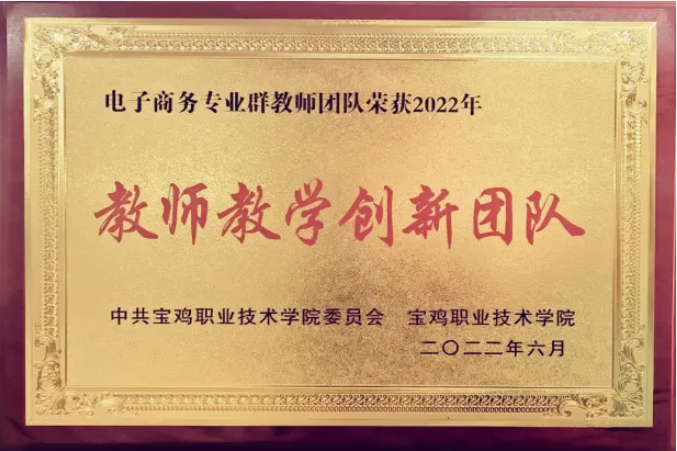 电子商务专业群教师团队荣获2022年
教师教学创新团队
中共宝鸡职业技术学院委员会 宝鸡职业技术学院
二〇二二年六月